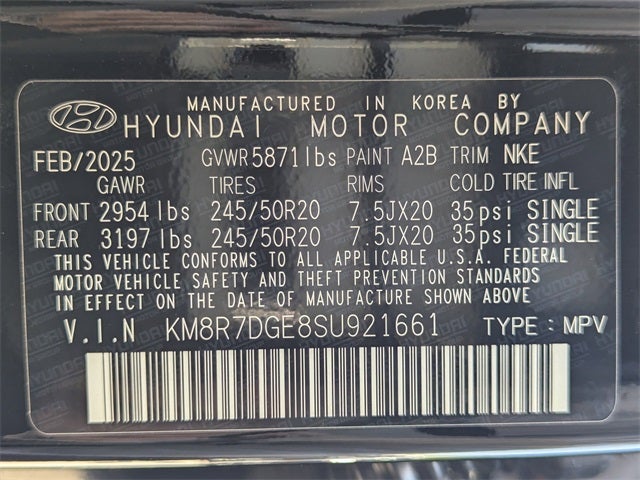 MANUFACTURED IN KOREA BY
HYUNDAI MOTOR COMPANY
FEB/2025 GVWR 5871lbs PAINT A2B TRIM NKE
GAWR TIRES RIMS COLD TIRE INFL
FRONT 2954lbs 245/50R20 7.5JX20 35psi SINGLE
REAR 3197lbs 245/50R20 7.5JX20 35psi SINGLE
THIS VEHICLE CONFORMS TO ALL APPLICABLE U.S.A. FEDERAL
MOTOR VEHICLE SAFETY AND THEFT PREVENTION STANDARDS
IN EFFECT ON THE DATE OF MANUFACTURE SHOWN ABOVE
V.I.N KM8R7DGE8SU921661 TYPE: MPV